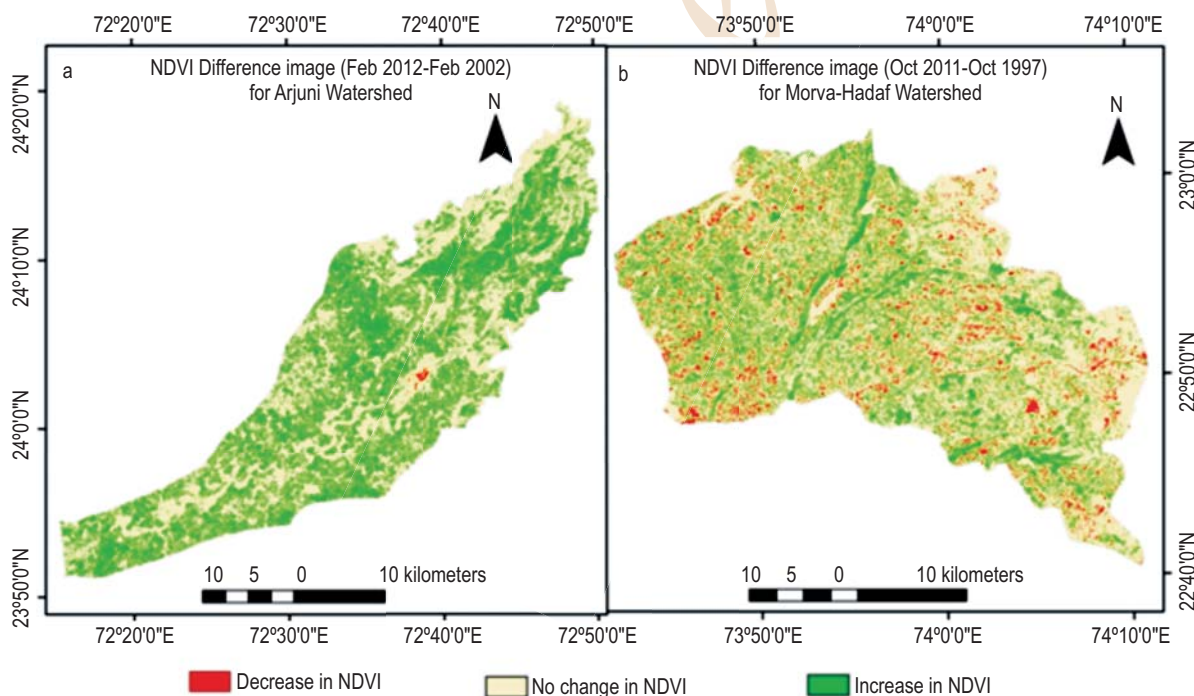 72º20'0"E 72º30'0"E 72º40'0"E 72º50'0"E 73º50'0"E 74º0'0"E 74º10'0"E
a
NDVI Difference image (Feb 2012-Feb 2002)
for Arjuni Watershed
N
24º20'0"N
24º10'0"N
24º0'0"N
23º50'0"N
10 5 0 10 kilometers
b
NDVI Difference image (Oct 2011-Oct 1997)
for Morva-Hadaf Watershed
N
23º0'0"N
22º50'0"N
22º40'0"N
10 5 0 10 kilometers
72º20'0"E 72º30'0"E 72º40'0"E 72º50'0"E 73º50'0"E 74º0'0"E 74º10'0"E
Decrease in NDVI No change in NDVI Increase in NDVI